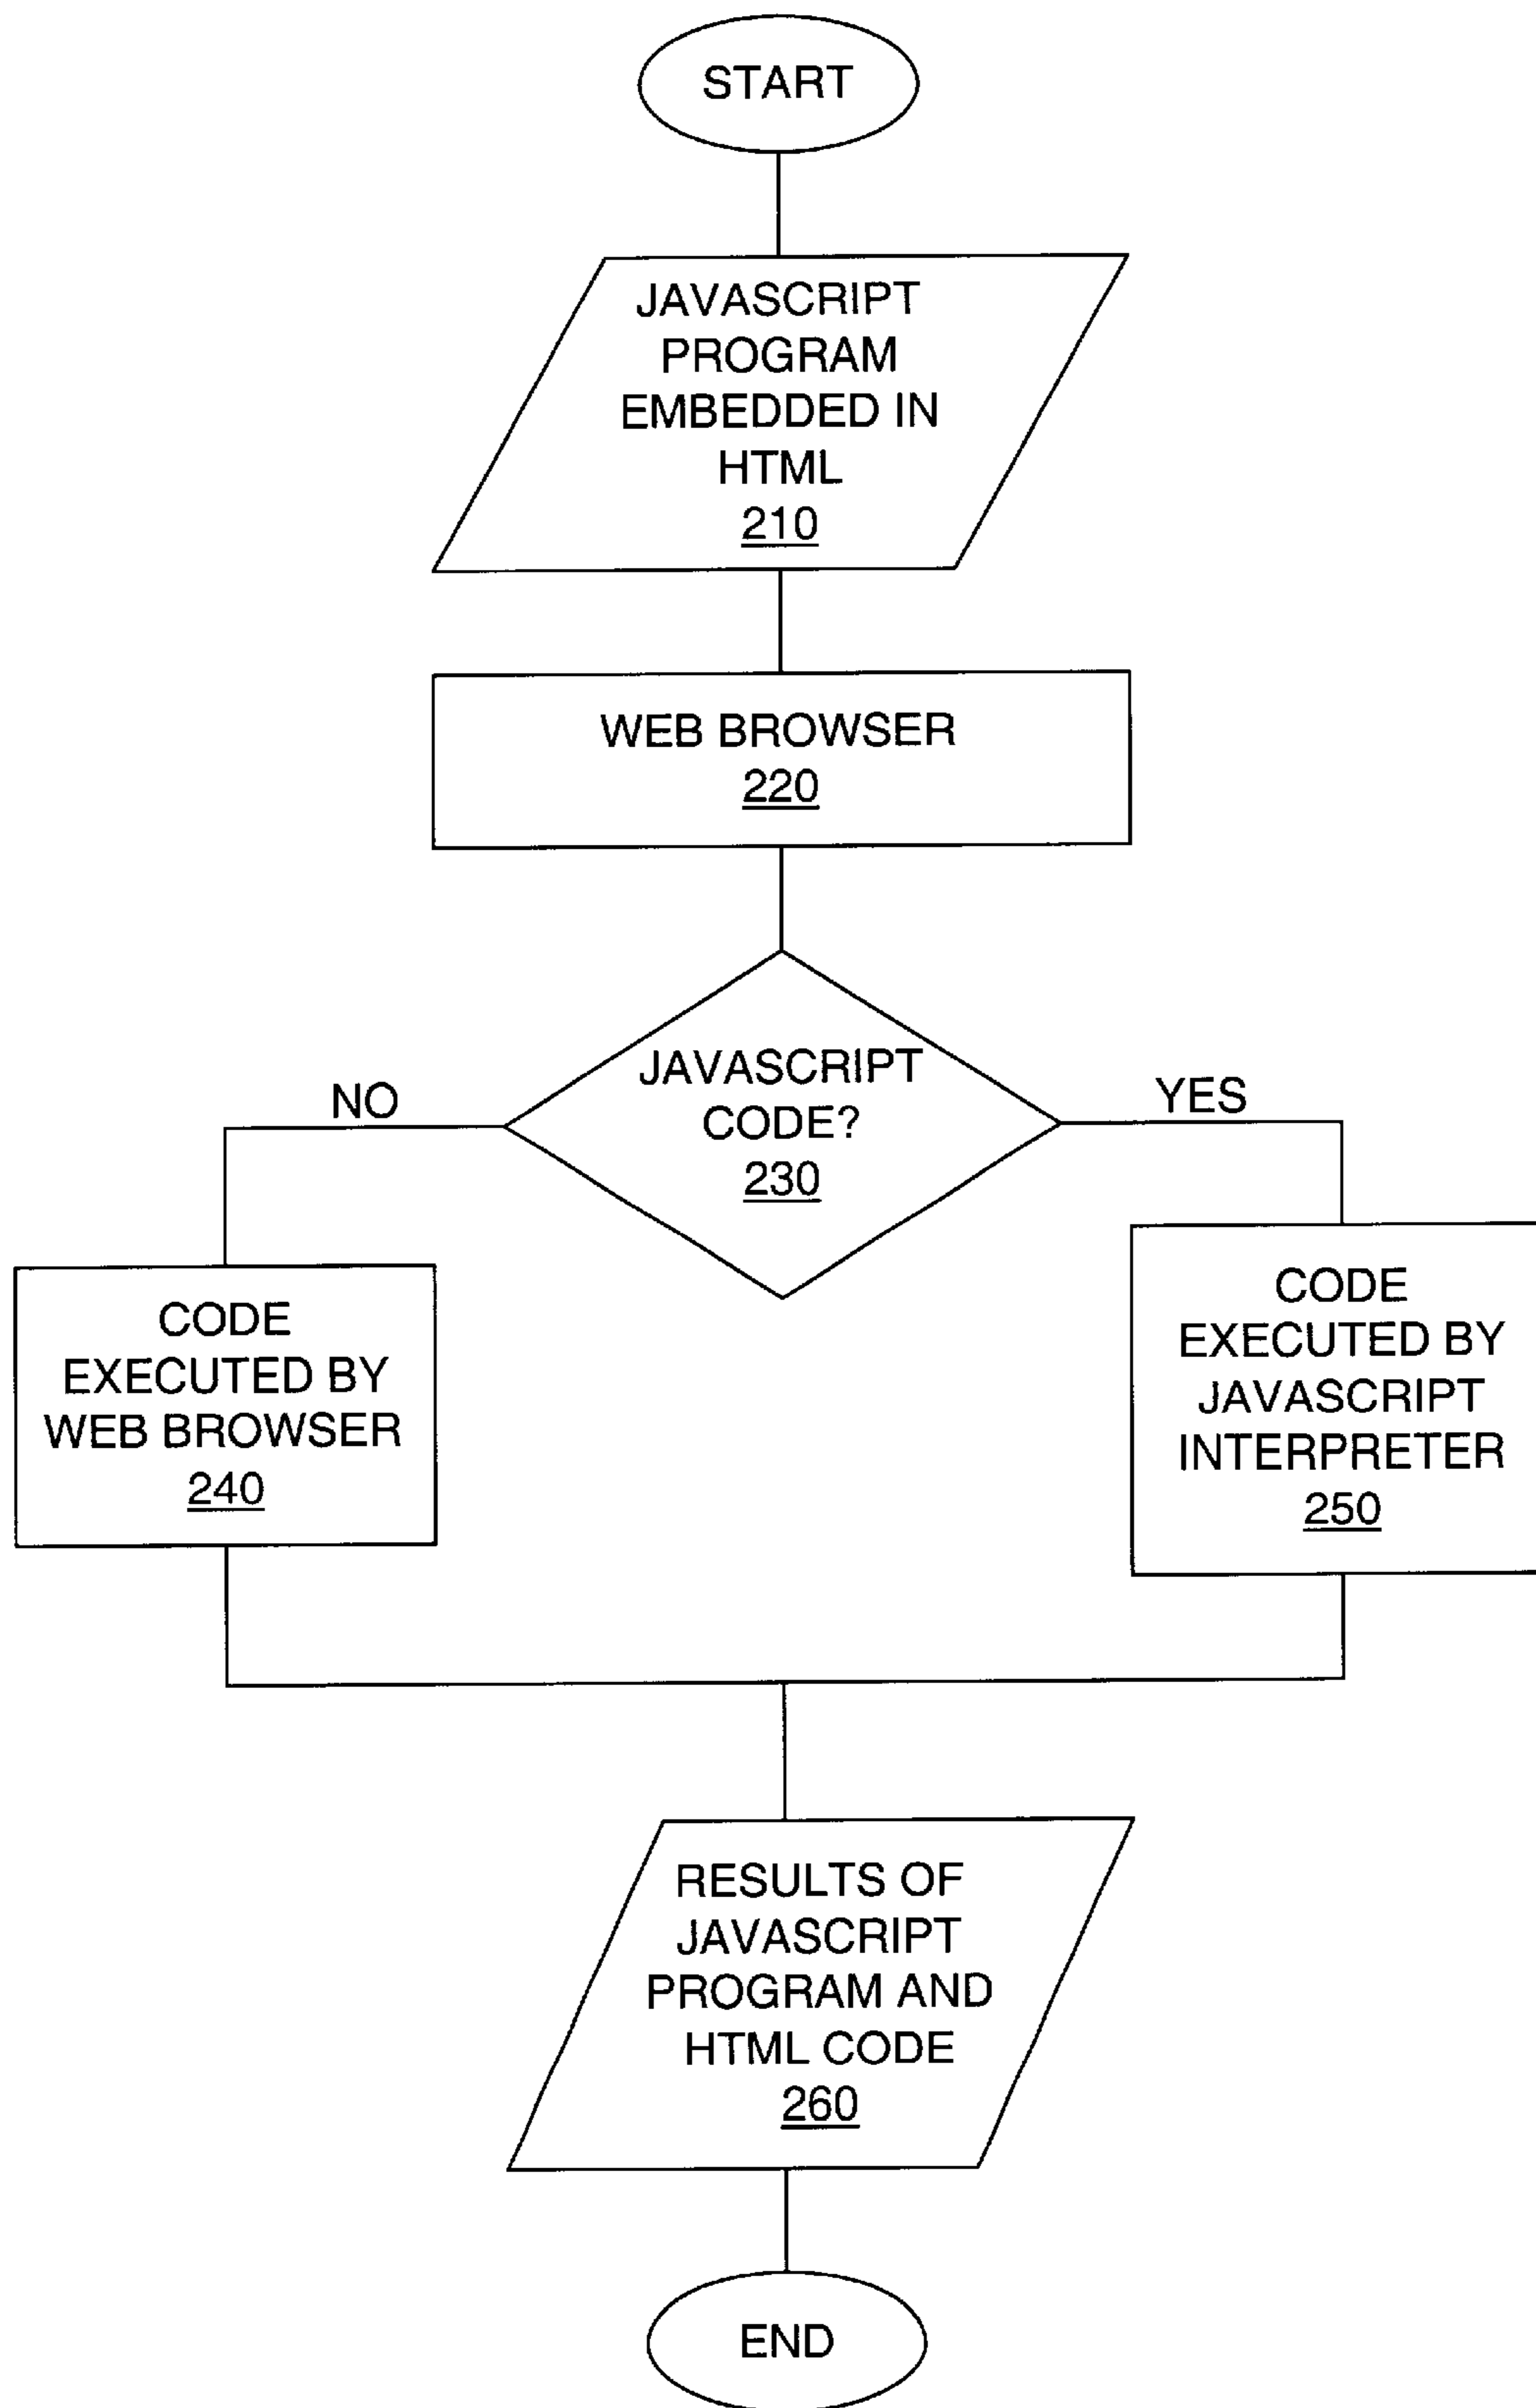 START
JAVASCRIPT
PROGRAM
EMBEDDED IN
HTML
210
WEB BROWSER
220
JAVASCRIPT
CODE?
230
NO
YES
CODE
EXECUTED BY
WEB BROWSER
240
CODE
EXECUTED BY
JAVASCRIPT
INTERPRETER
250
RESULTS OF
JAVASCRIPT
PROGRAM AND
HTML CODE
260
END